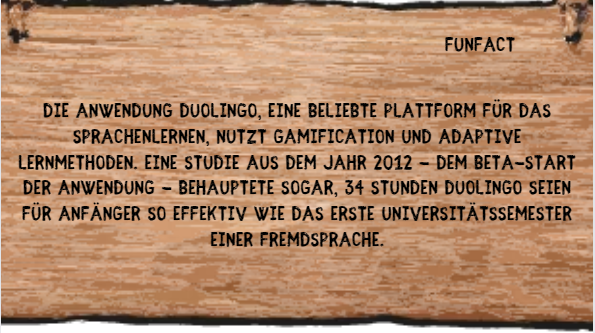 FUNFACT
DIE ANWENDUNG DUOLINGO, EINE BELIEBTE PLATTFORM FÜR DAS
SPRACHENLERNEN, NUTZT GAMIFICATION UND ADAPTIVE
LERNMETHODEN. EINE STUDIE AUS DEM JAHR 2012 – DEM BETA-START
DER ANWENDUNG – BEHAUPTETE SOGAR, 34 STUNDEN DUOLINGO SEIEN
FÜR ANFÄNGER SO EFFEKTIV WIE DAS ERSTE UNIVERSITÄTSSEMESTER
EINER FREMDSPRACHE.